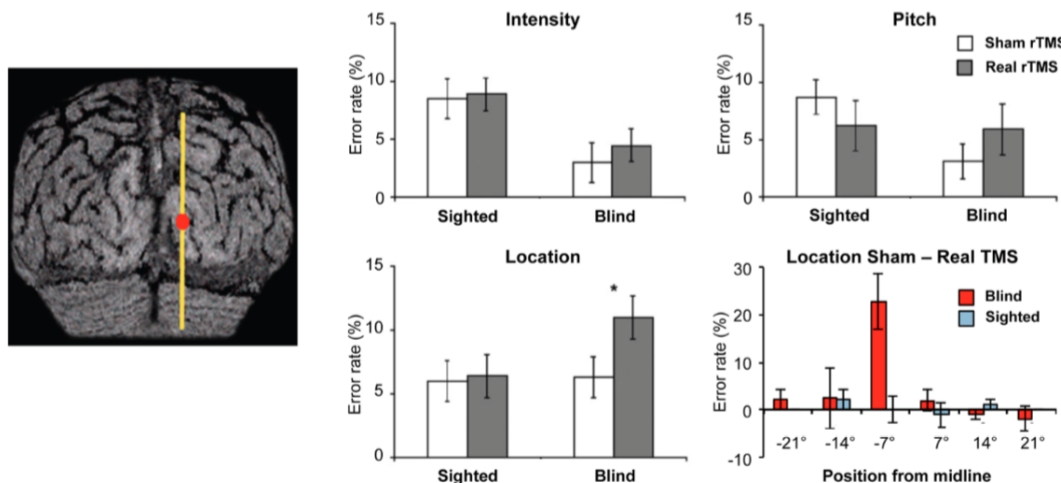 Intensity
15
10
5
0
Error rate (%)
Sighted Blind
Pitch
15
10
5
0
Error rate (%)
Sham rTMS
Real rTMS
Sighted Blind
Location
15
10
5
0
Error rate (%)
*
Sighted Blind
Location Sham – Real TMS
30
20
10
0
-10
Error rate (%)
Blind
Sighted
-21° -14° -7° 7° 14° 21°
Position from midline